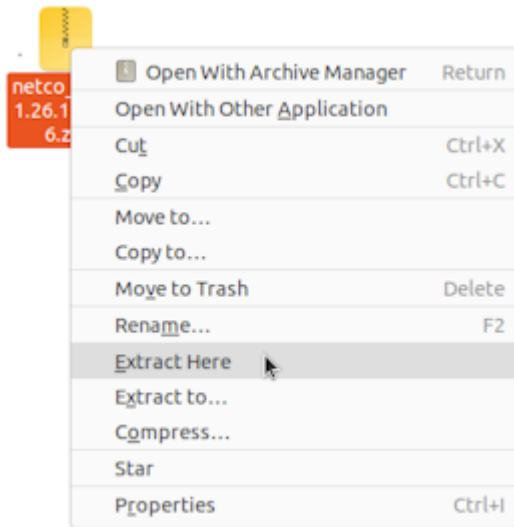 netco_
1.26.1
6.z
Open With Archive Manager Return
Open With Other Application
Cut Ctrl+X
Copy Ctrl+C
Move to…
Copy to…
Move to Trash Delete
Rename… F2
Extract Here
Extract to…
Compress…
Star
Properties Ctrl+I